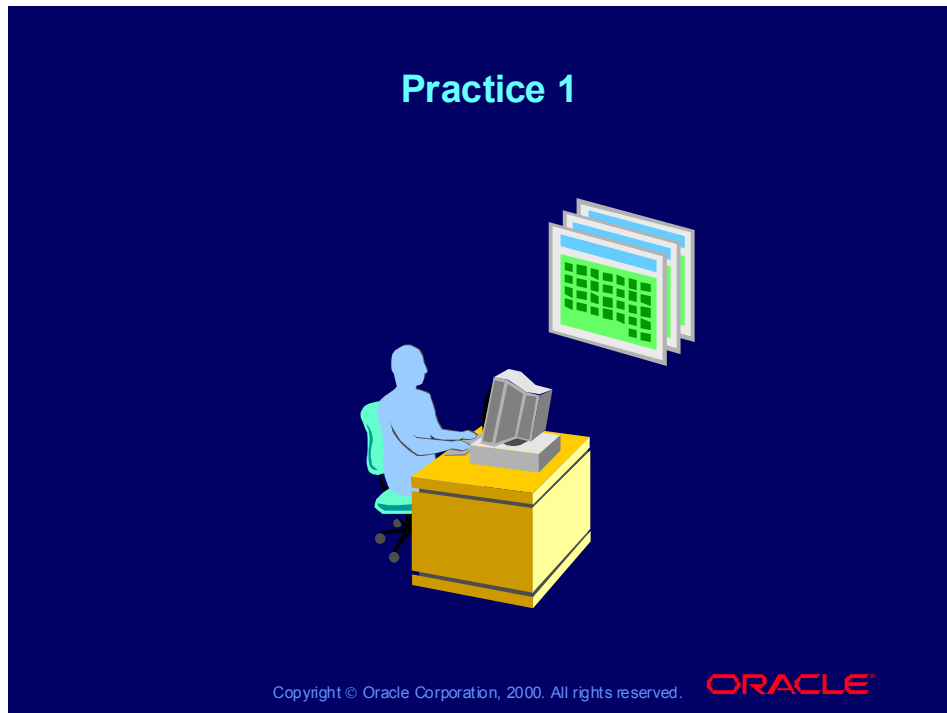 Practice 1
Copyright © Oracle Corporation, 2000. All rights reserved.
ORACLE®